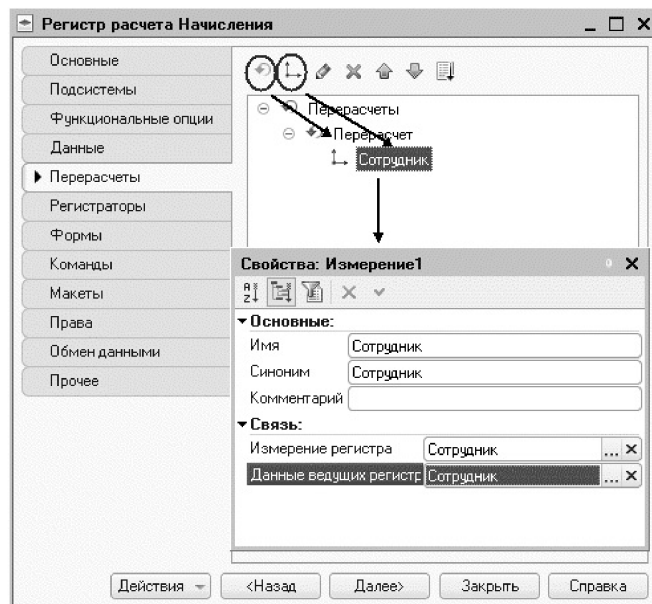 Регистр расчета Начисления
Основные
Подсистемы
Функциональные опции
Данные
Перерасчеты
Регистраторы
Формы
Команды
Макеты
Права
Обмен данными
Прочее
Перерасчеты
Перерасчет
Сотрудник
Свойства: Измерение1
Основные:
Имя Сотрудник
Синоним Сотрудник
Комментарий
Связь:
Измерение регистра Сотрудник ...
Данные ведущих регистр Сотрудник ...
Действия <Назад Далее> Закрыть Справка